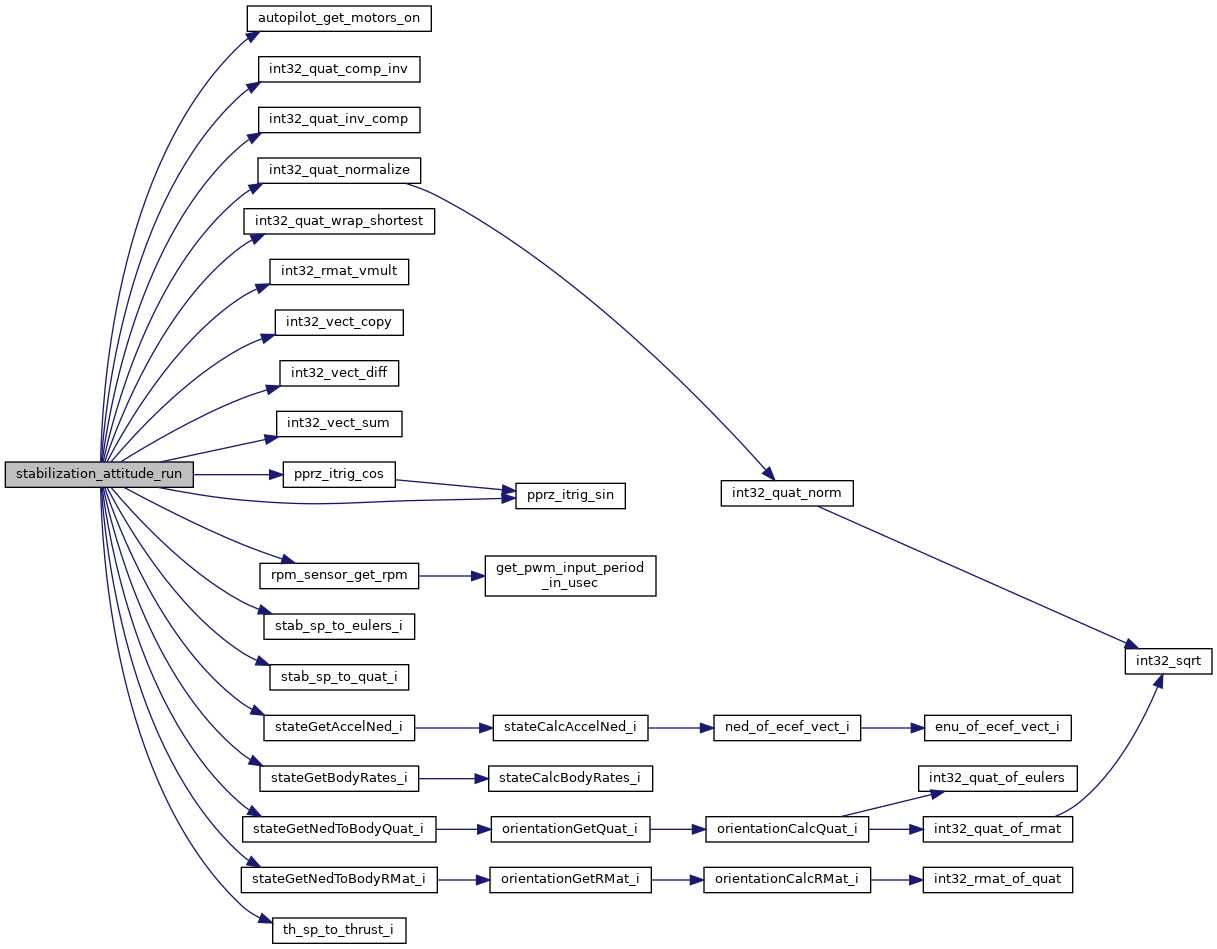 autopilot_get_motors_on
int32_quat_comp_inv
int32_quat_inv_comp
int32_quat_normalize
int32_quat_wrap_shortest
int32_rmat_vmult
int32_vect_copy
int32_vect_diff
int32_vect_sum
stabilization_attitude_run
pprz_itrig_cos
pprz_itrig_sin
int32_quat_norm
rpm_sensor_get_rpm
get_pwm_input_period
_in_usec
stab_sp_to_eulers_i
int32_sqrt
stab_sp_to_quat_i
stateGetAccelNed_i
stateCalcAccelNed_i
ned_of_ecef_vect_i
enu_of_ecef_vect_i
stateGetBodyRates_i
stateCalcBodyRates_i
int32_quat_of_eulers
stateGetNedToBodyQuat_i
orientationGetQuat_i
orientationCalcQuat_i
int32_quat_of_rmat
stateGetNedToBodyRMat_i
orientationGetRMat_i
orientationCalcRMat_i
int32_rmat_of_quat
th_sp_to_thrust_i